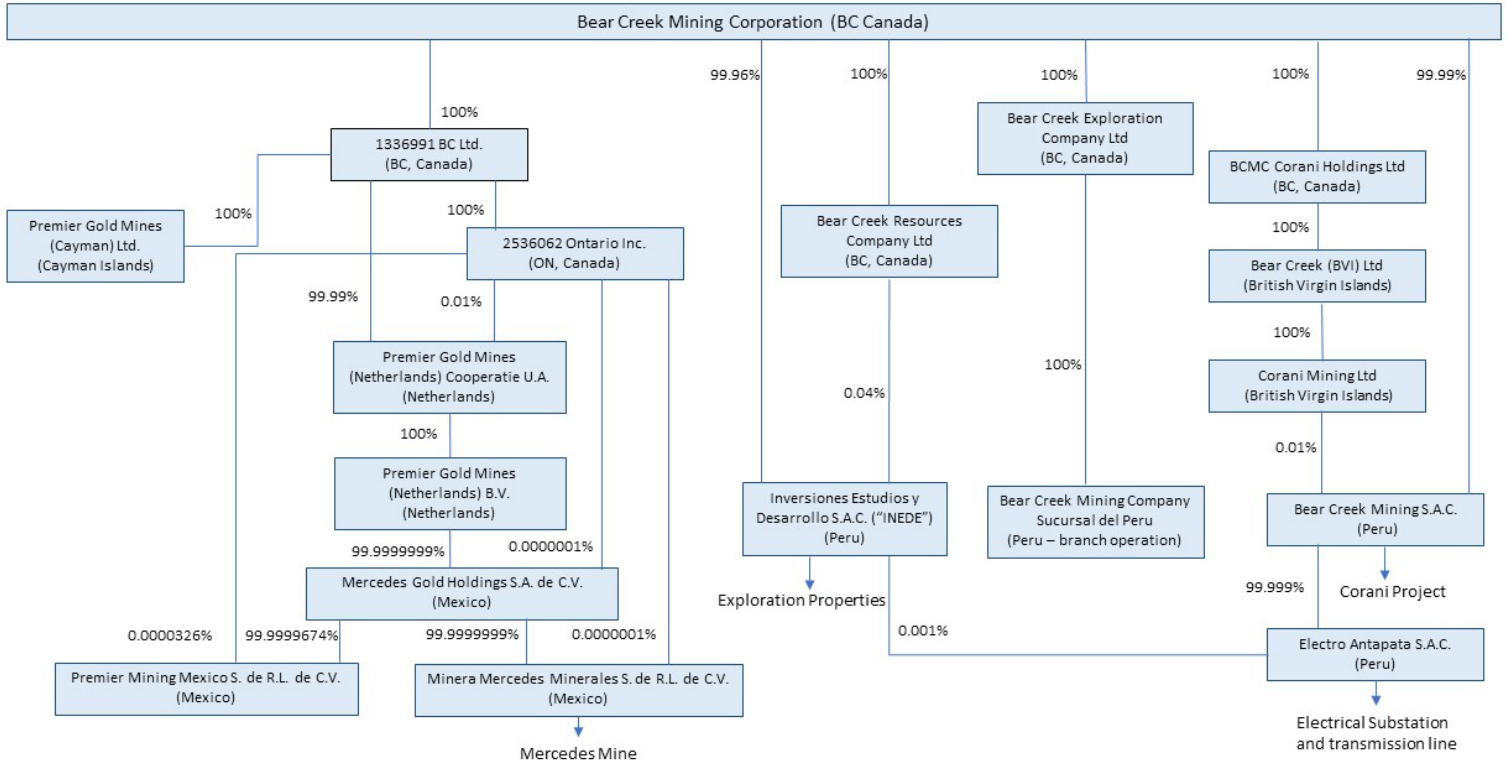 Bear Creek Mining Corporation (BC Canada)
99.96%
100%
100%
100%
99.99%
100%
1336991 BC Ltd.
(BC, Canada)
Bear Creek Exploration
Company Ltd
(BC, Canada)
BCMC Corani Holdings Ltd
(BC, Canada)
100%
100%
Premier Gold Mines
(Cayman) Ltd.
(Cayman Islands)
2536062 Ontario Inc.
(ON, Canada)
Bear Creek Resources
Company Ltd
(BC, Canada)
100%
Bear Creek (BVI) Ltd
(British Virgin Islands)
99.99%
0.01%
100%
Premier Gold Mines
(Netherlands) Cooperatie U.A.
(Netherlands)
0.04%
100%
Corani Mining Ltd
(British Virgin Islands)
100%
0.01%
Premier Gold Mines
(Netherlands) B.V.
(Netherlands)
Inversiones Estudios y
Desarrollo S.A.C. (“INEDE”)
(Peru)
Bear Creek Mining Company
Sucursal del Peru
(Peru – branch operation)
Bear Creek Mining S.A.C.
(Peru)
99.9999999%
0.0000001%
Mercedes Gold Holdings S.A. de C.V.
(Mexico)
Exploration Properties
99.999%
Corani Project
0.0000326%
99.9999674%
99.9999999%
0.0000001%
0.001%
Electro Antapata S.A.C.
(Peru)
Premier Mining Mexico S. de R.L. de C.V.
(Mexico)
Minera Mercedes Minerales S. de R.L. de C.V.
(Mexico)
Mercedes Mine
Electrical Substation
and transmission line